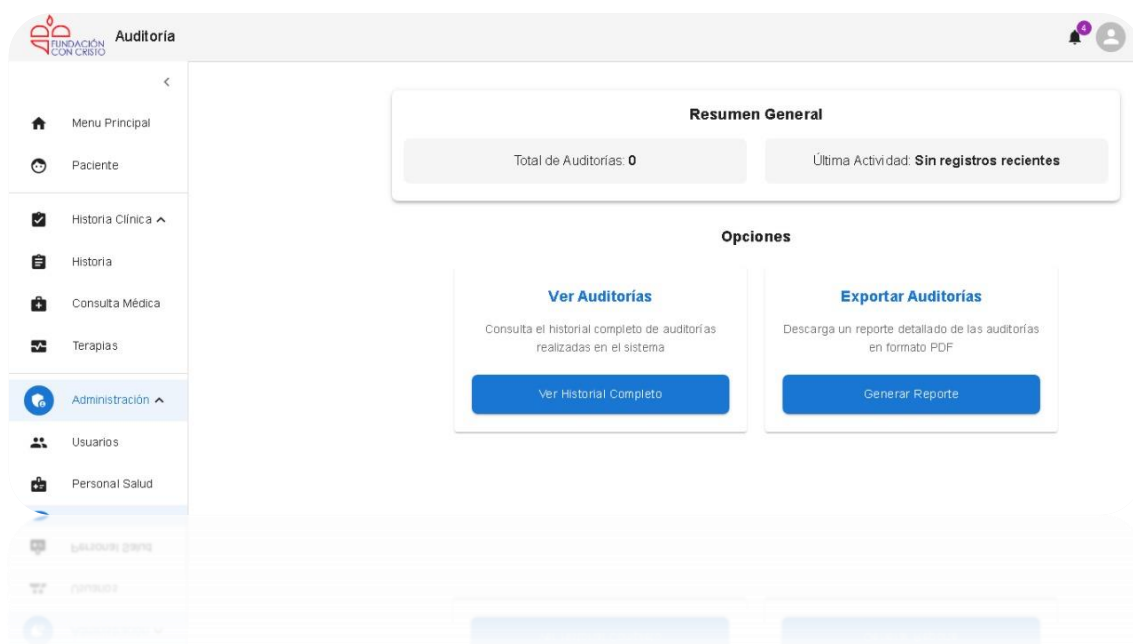 FUNDACIÓN
CON CRISTO
Auditoría
4
Menu Principal
Paciente
Historia Clínica
Historia
Consulta Médica
Terapias
Administración
Usuarios
Personal Salud
Resumen General
Total de Auditorías: 0
Última Actividad: Sin registros recientes
Opciones
Ver Auditorías
Consulta el historial completo de auditorías
realizadas en el sistema
Ver Historial Completo
Exportar Auditorías
Descarga un reporte detallado de las auditorías
en formato PDF
Generar Reporte
Personal Salud
Usuarios